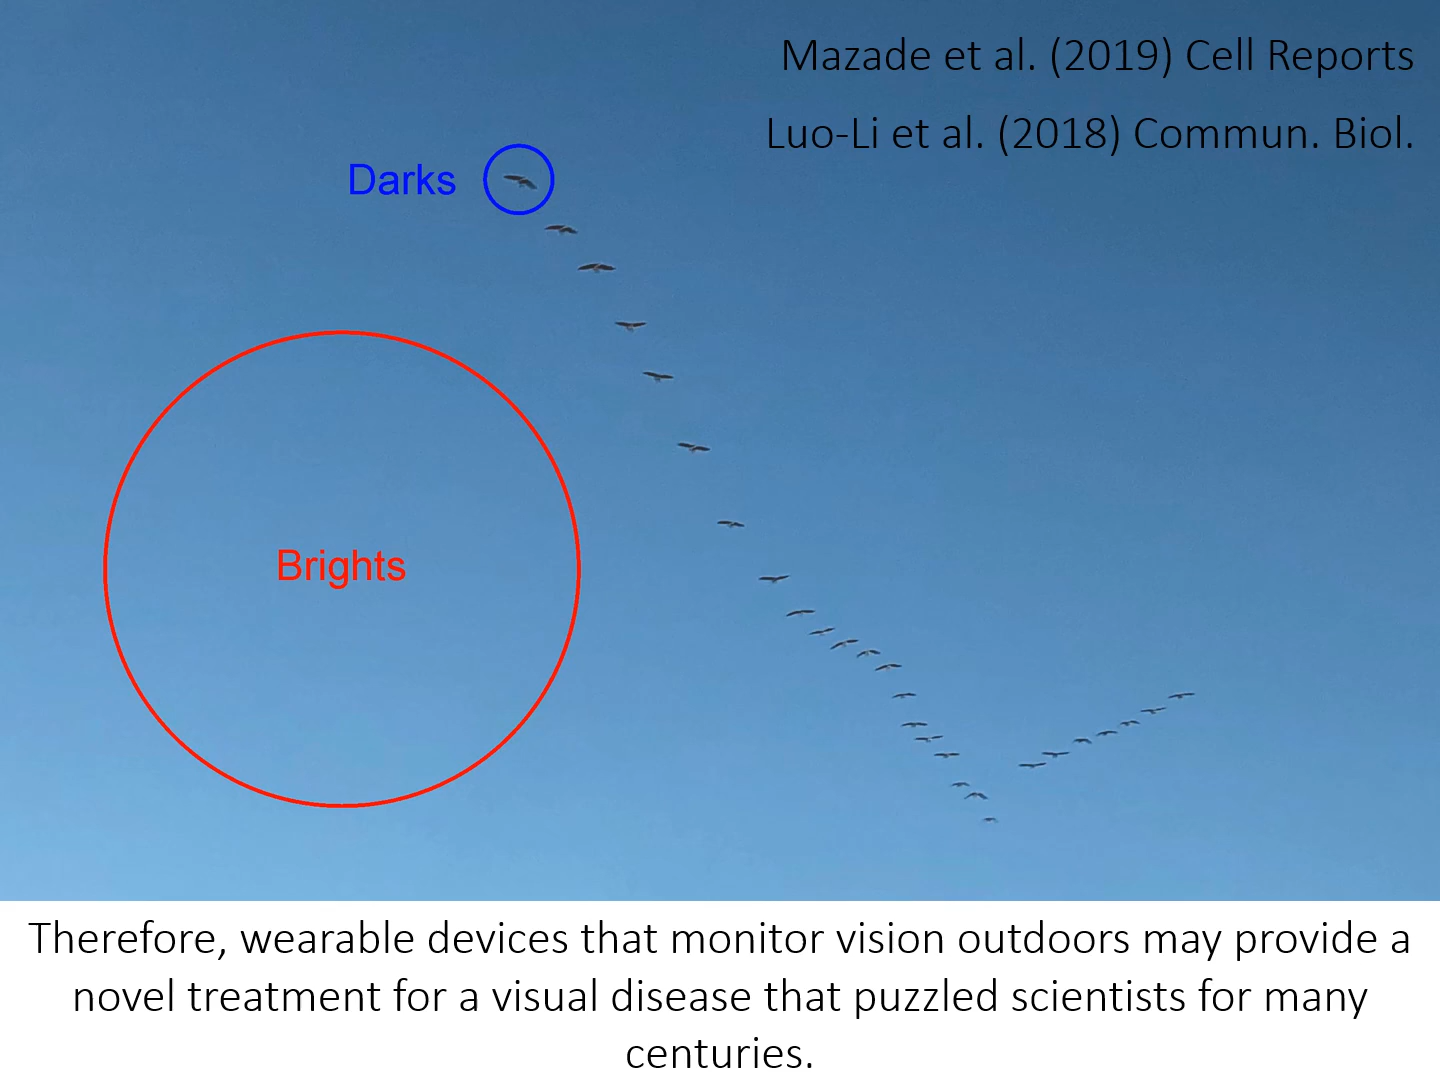 Mazade et al. (2019) Cell Reports
Luo-Li et al. (2018) Commun. Biol.
Darks
Brights
Therefore, wearable devices that monitor vision outdoors may provide a
novel treatment for a visual disease that puzzled scientists for many
centuries.